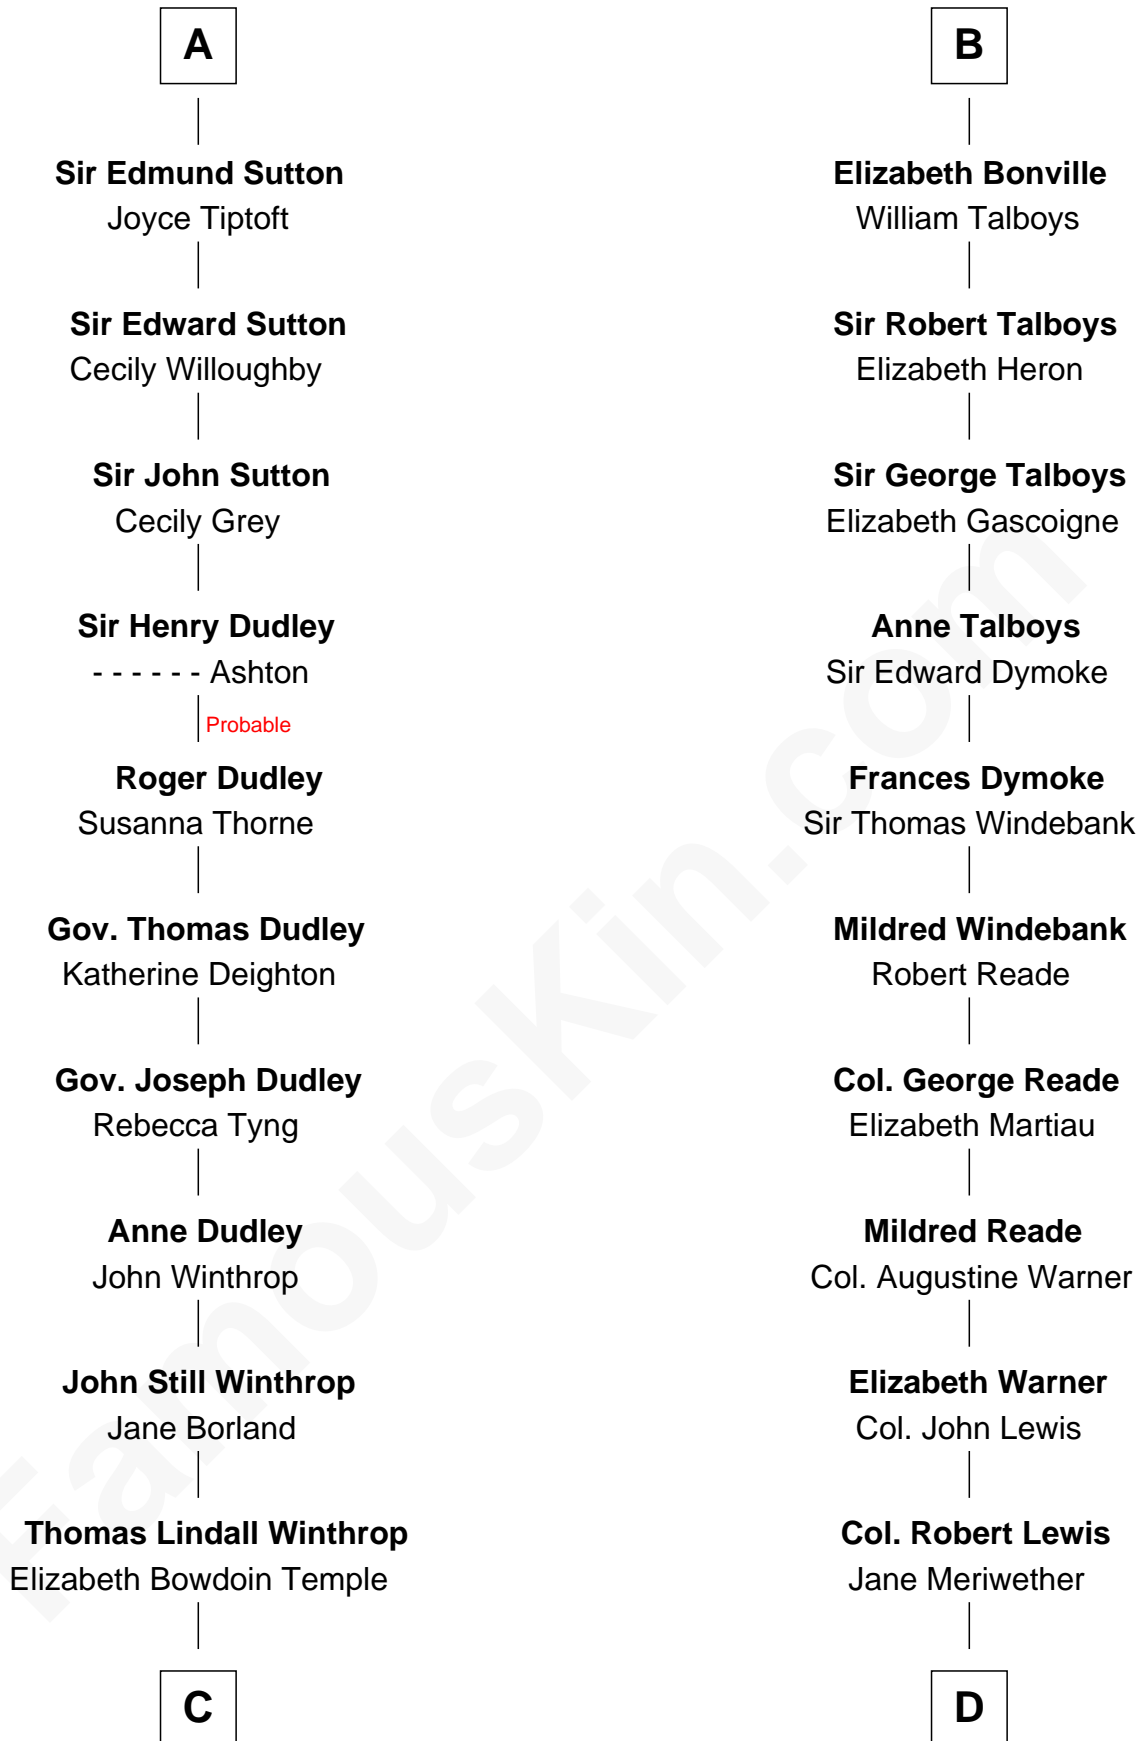 A
Sir Edmund Sutton
Joyce Tiptoft
Sir Edward Sutton
Cecily Willoughby
Sir John Sutton
Cecily Grey
Sir Henry Dudley
- - - - - - Ashton
Probable
Roger Dudley
Susanna Thorne
Gov. Thomas Dudley
Katherine Deighton
Gov. Joseph Dudley
Rebecca Tyng
Anne Dudley
John Winthrop
John Still Winthrop
Jane Borland
Thomas Lindall Winthrop
Elizabeth Bowdoin Temple
C
B
Elizabeth Bonville
William Talboys
Sir Robert Talboys
Elizabeth Heron
Sir George Talboys
Elizabeth Gascoigne
Anne Talboys
Sir Edward Dymoke
Frances Dymoke
Sir Thomas Windebank
Mildred Windebank
Robert Reade
Col. George Reade
Elizabeth Martiau
Mildred Reade
Col. Augustine Warner
Elizabeth Warner
Col. John Lewis
Col. Robert Lewis
Jane Meriwether
D
FamousKin.com